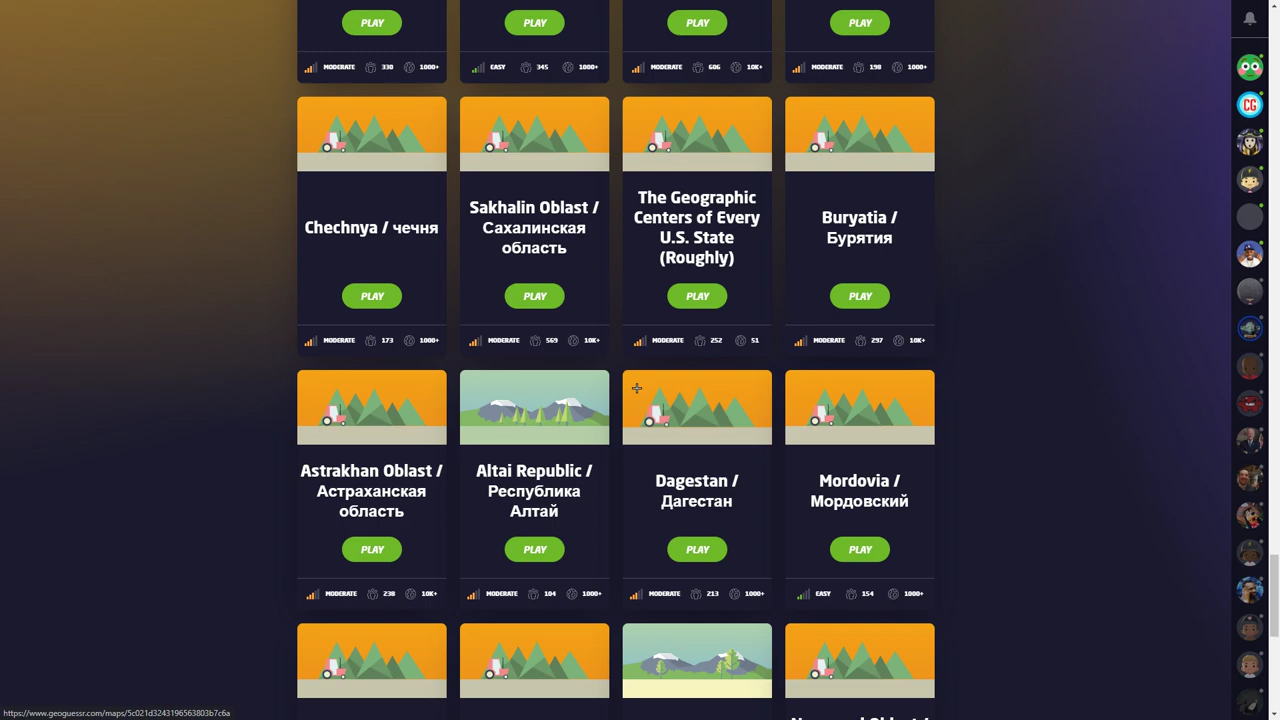 PLAY
PLAY
PLAY
PLAY
MODERATE 330 1000+
EASY 345 1000+
MODERATE 606 10K+
MODERATE 198 1000+
Chechnya / чечня
PLAY
MODERATE 173 1000+
Sakhalin Oblast /
Сахалинская
область
PLAY
MODERATE 569 10K+
The Geographic
Centers of Every
U.S. State
(Roughly)
PLAY
MODERATE 252 51
Buryatia /
Бурятия
PLAY
MODERATE 297 10K+
Astrakhan Oblast /
Астраханская
область
PLAY
MODERATE 238 10K+
Altai Republic /
Республика
Алтай
PLAY
MODERATE 104 1000+
Dagestan /
Дагестан
PLAY
MODERATE 213 1000+
Mordovia /
Мордовский
PLAY
EASY 154 1000+
CG
https://www.geoguessr.com/maps/5c021d3243196563803b7c6a